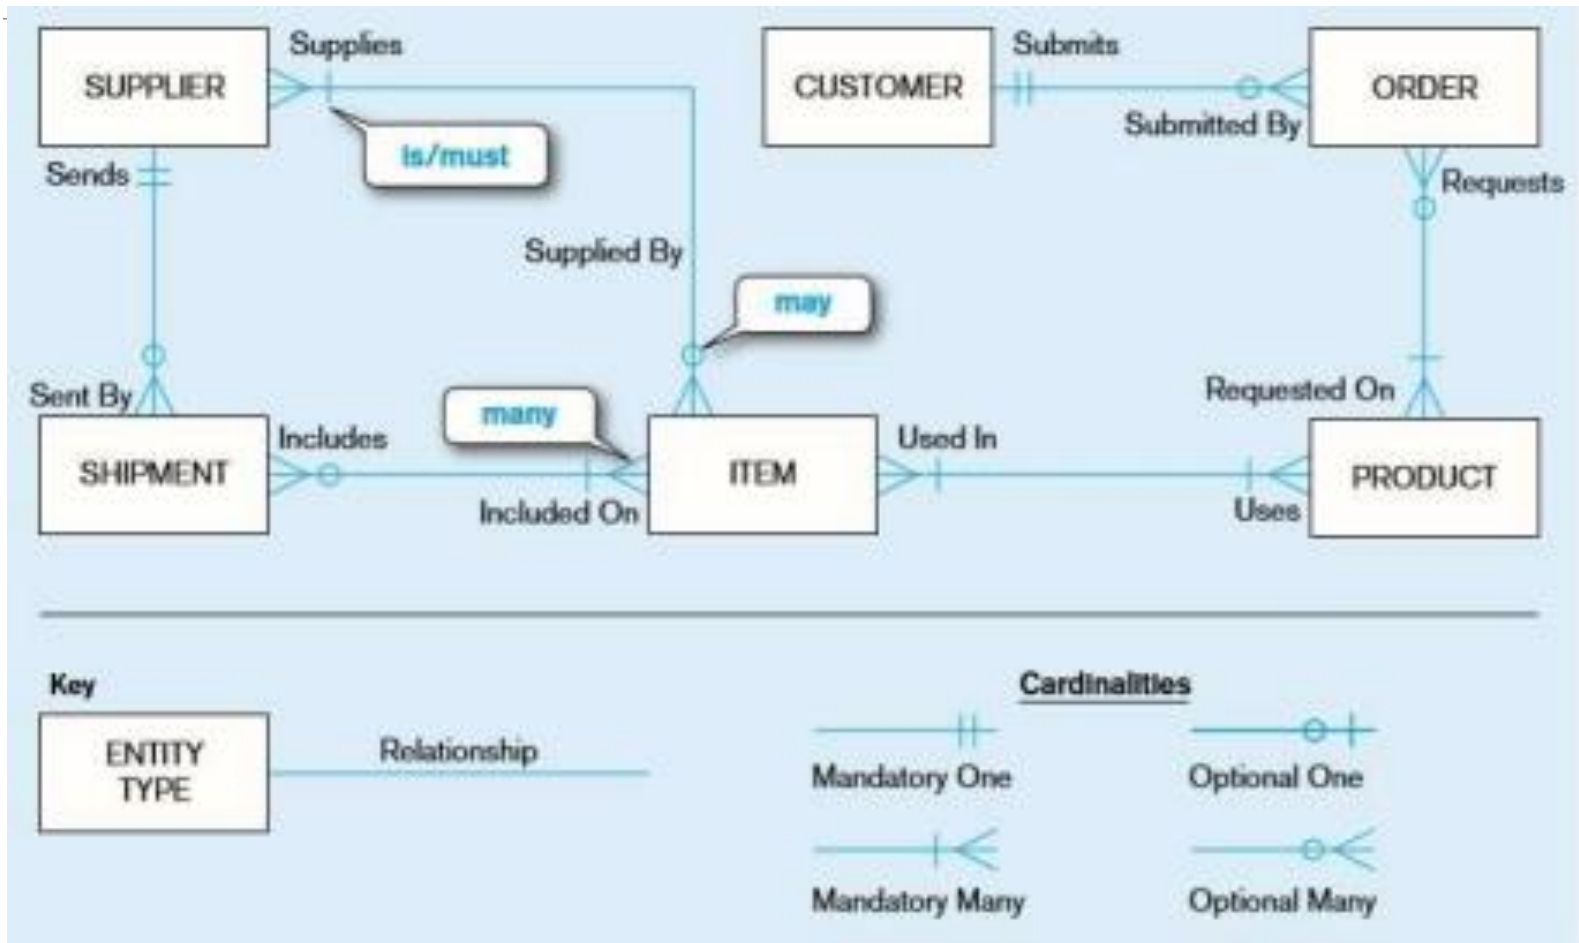 SUPPLIER
Supplies
CUSTOMER
Submits
ORDER
Submitted By
is/must
Sends
Requests
Supplied By
may
Sent By
many
Requested On
SHIPMENT
Includes
ITEM
Used In
PRODUCT
Included On
Uses
Key
ENTITY
TYPE
Relationship
Cardinalities
Mandatory One
Optional One
Mandatory Many
Optional Many